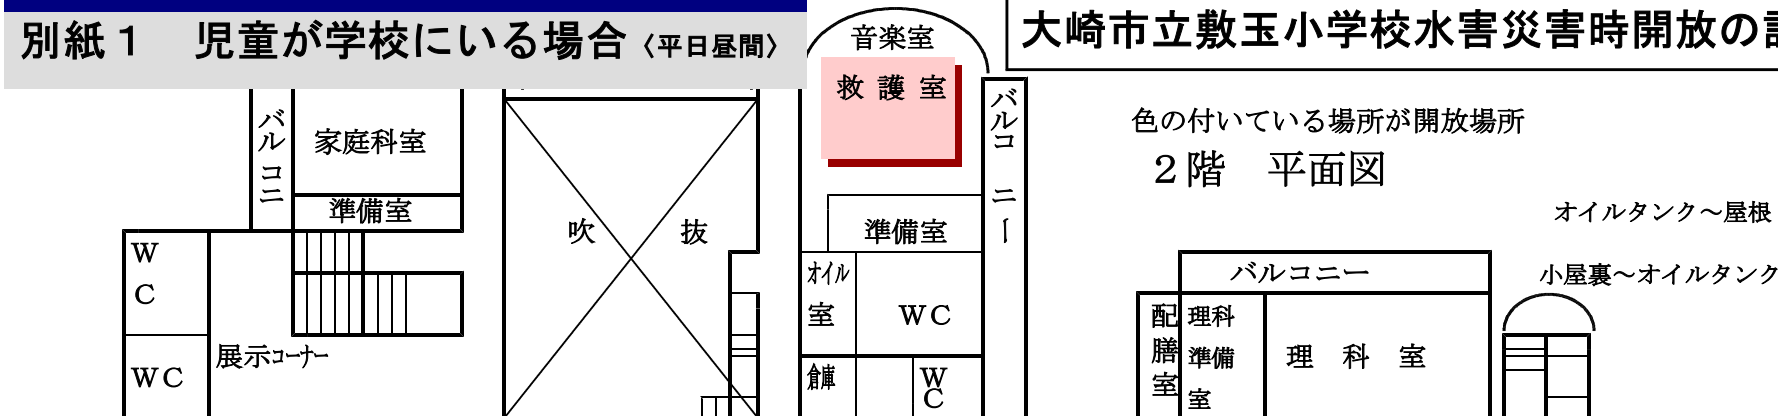 別紙１　児童が学校にいる場合〈平日昼間〉
大崎市立敷玉小学校水害災害時開放の
音楽室
救護室
バルコニー
色の付いている場所が開放場所
２階　平面図
バルコニ
家庭科室
準備室
吹　抜
準備室
オイルタンク～屋根
小屋裏～オイルタンク
ＷＣ
オイル室
ＷＣ
バルコニー
配膳室
理科準備室
理科室
展示コーナー
ＷＣ
倉庫
ＷＣ